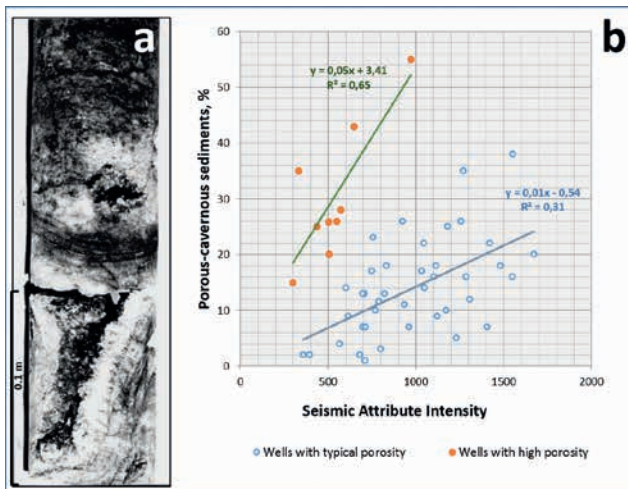 a
0.1 m
b
60
50
40
30
20
10
0
Porous-cavernous sediments, %
y = 0,05x + 3,41
R² = 0,65
y = 0,01x - 0,54
R² = 0,31
0 500 1000 1500 2000
Seismic Attribute Intensity
Wells with typical porosity Wells with high porosity